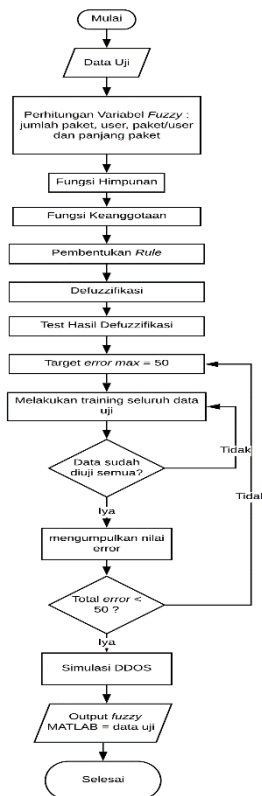 Mulai
Data Uji
Perhitungan Variabel Fuzzy :
jumlah paket, user, paket/user
dan panjang paket
Fungsi Himpunan
Fungsi Keanggotaan
Pembentukan Rule
Defuzzifikasi
Test Hasil Defuzzifikasi
Target error max = 50
Melakukan training seluruh data
uji
Data sudah
diuji semua?
Tidak
Tidak
Iya
mengumpulkan nilai
error
Total error <
50 ?
Iya
Simulasi DDOS
Output fuzzy
MATLAB = data uji
Selesai